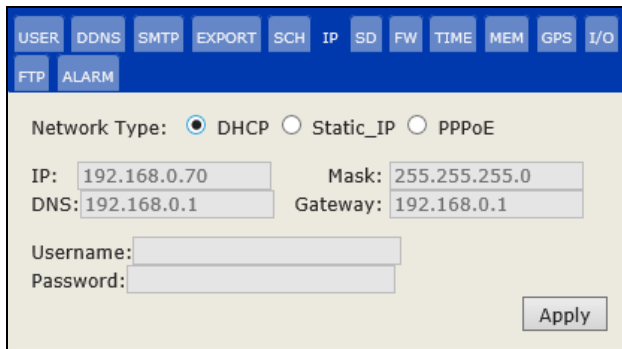 USER DDNS SMTP EXPORT SCH IP SD FW TIME MEM GPS I/O
FTP ALARM
Network Type: DHCP Static_IP PPPoE
IP: 192.168.0.70 Mask: 255.255.255.0
DNS: 192.168.0.1 Gateway: 192.168.0.1
Username:
Password:
Apply